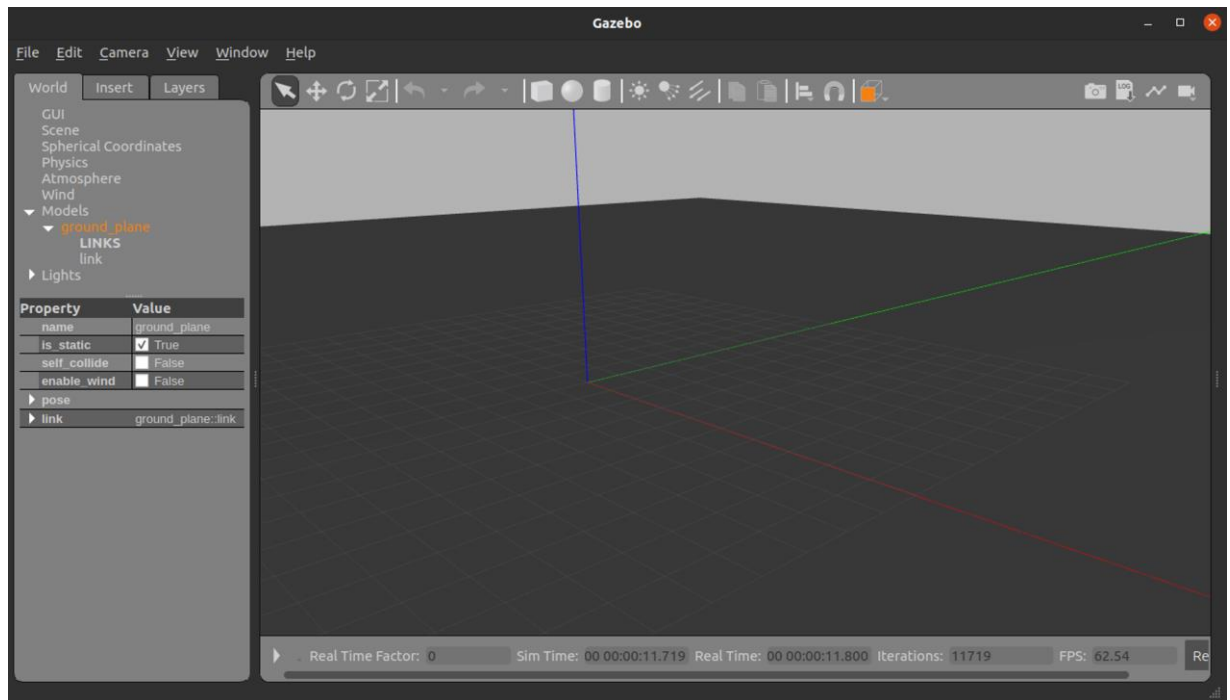 Gazebo
File Edit Camera View Window Help
World Insert Layers
LOG
GUI
Scene
Spherical Coordinates
Physics
Atmosphere
Wind
Models
ground_plane
LINKS
link
Lights
Property Value
name ground_plane
is_static True
self_collide False
enable_wind False
pose
link ground_plane::link
Real Time Factor: 0 Sim Time: 00 00:00:11.719 Real Time: 00 00:00:11.800 Iterations: 11719 FPS: 62.54 Re